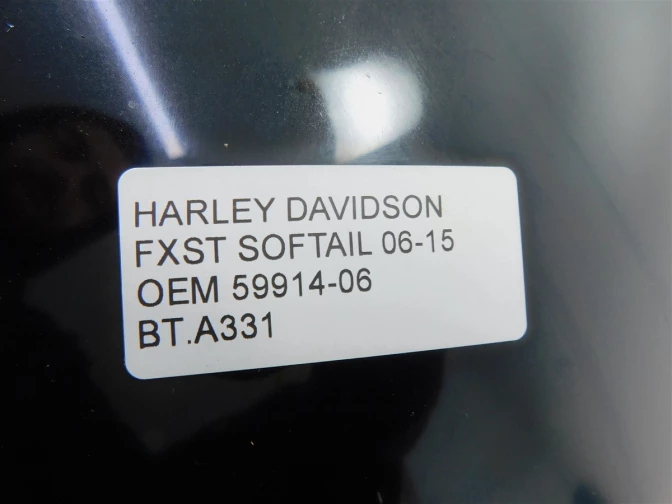 HARLEY DAVIDSON
FXST SOFTAIL 06-15
OEM 59914-06
BT.A331